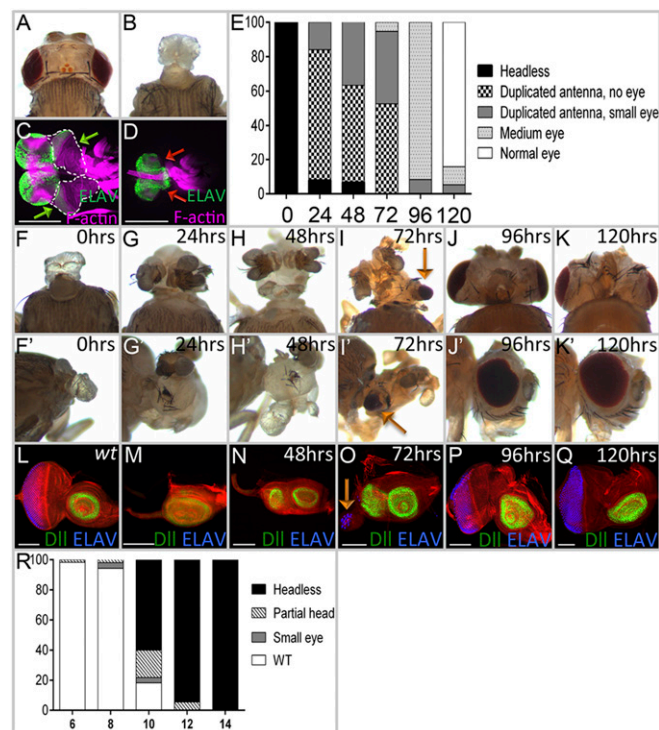 A
B
C
ELAV
F-actin
D
ELAV
F-actin
E
100
80
60
40
20
0
0 24 48 72 96 120
Headless
Duplicated antenna, no eye
Duplicated antenna, small eye
Medium eye
Normal eye
F 0hrs
G 24hrs
H 48hrs
I 72hrs
J 96hrs
K 120hrs
F' 0hrs
G' 24hrs
H' 48hrs
I' 72hrs
J' 96hrs
K' 120hrs
L wt
Dll ELAV
M
Dll ELAV
N 48hrs
Dll ELAV
O 72hrs
Dll ELAV
P 96hrs
Dll ELAV
Q 120hrs
Dll ELAV
R
100
80
60
40
20
0
6 8 10 12 14
Headless
Partial head
Small eye
WT